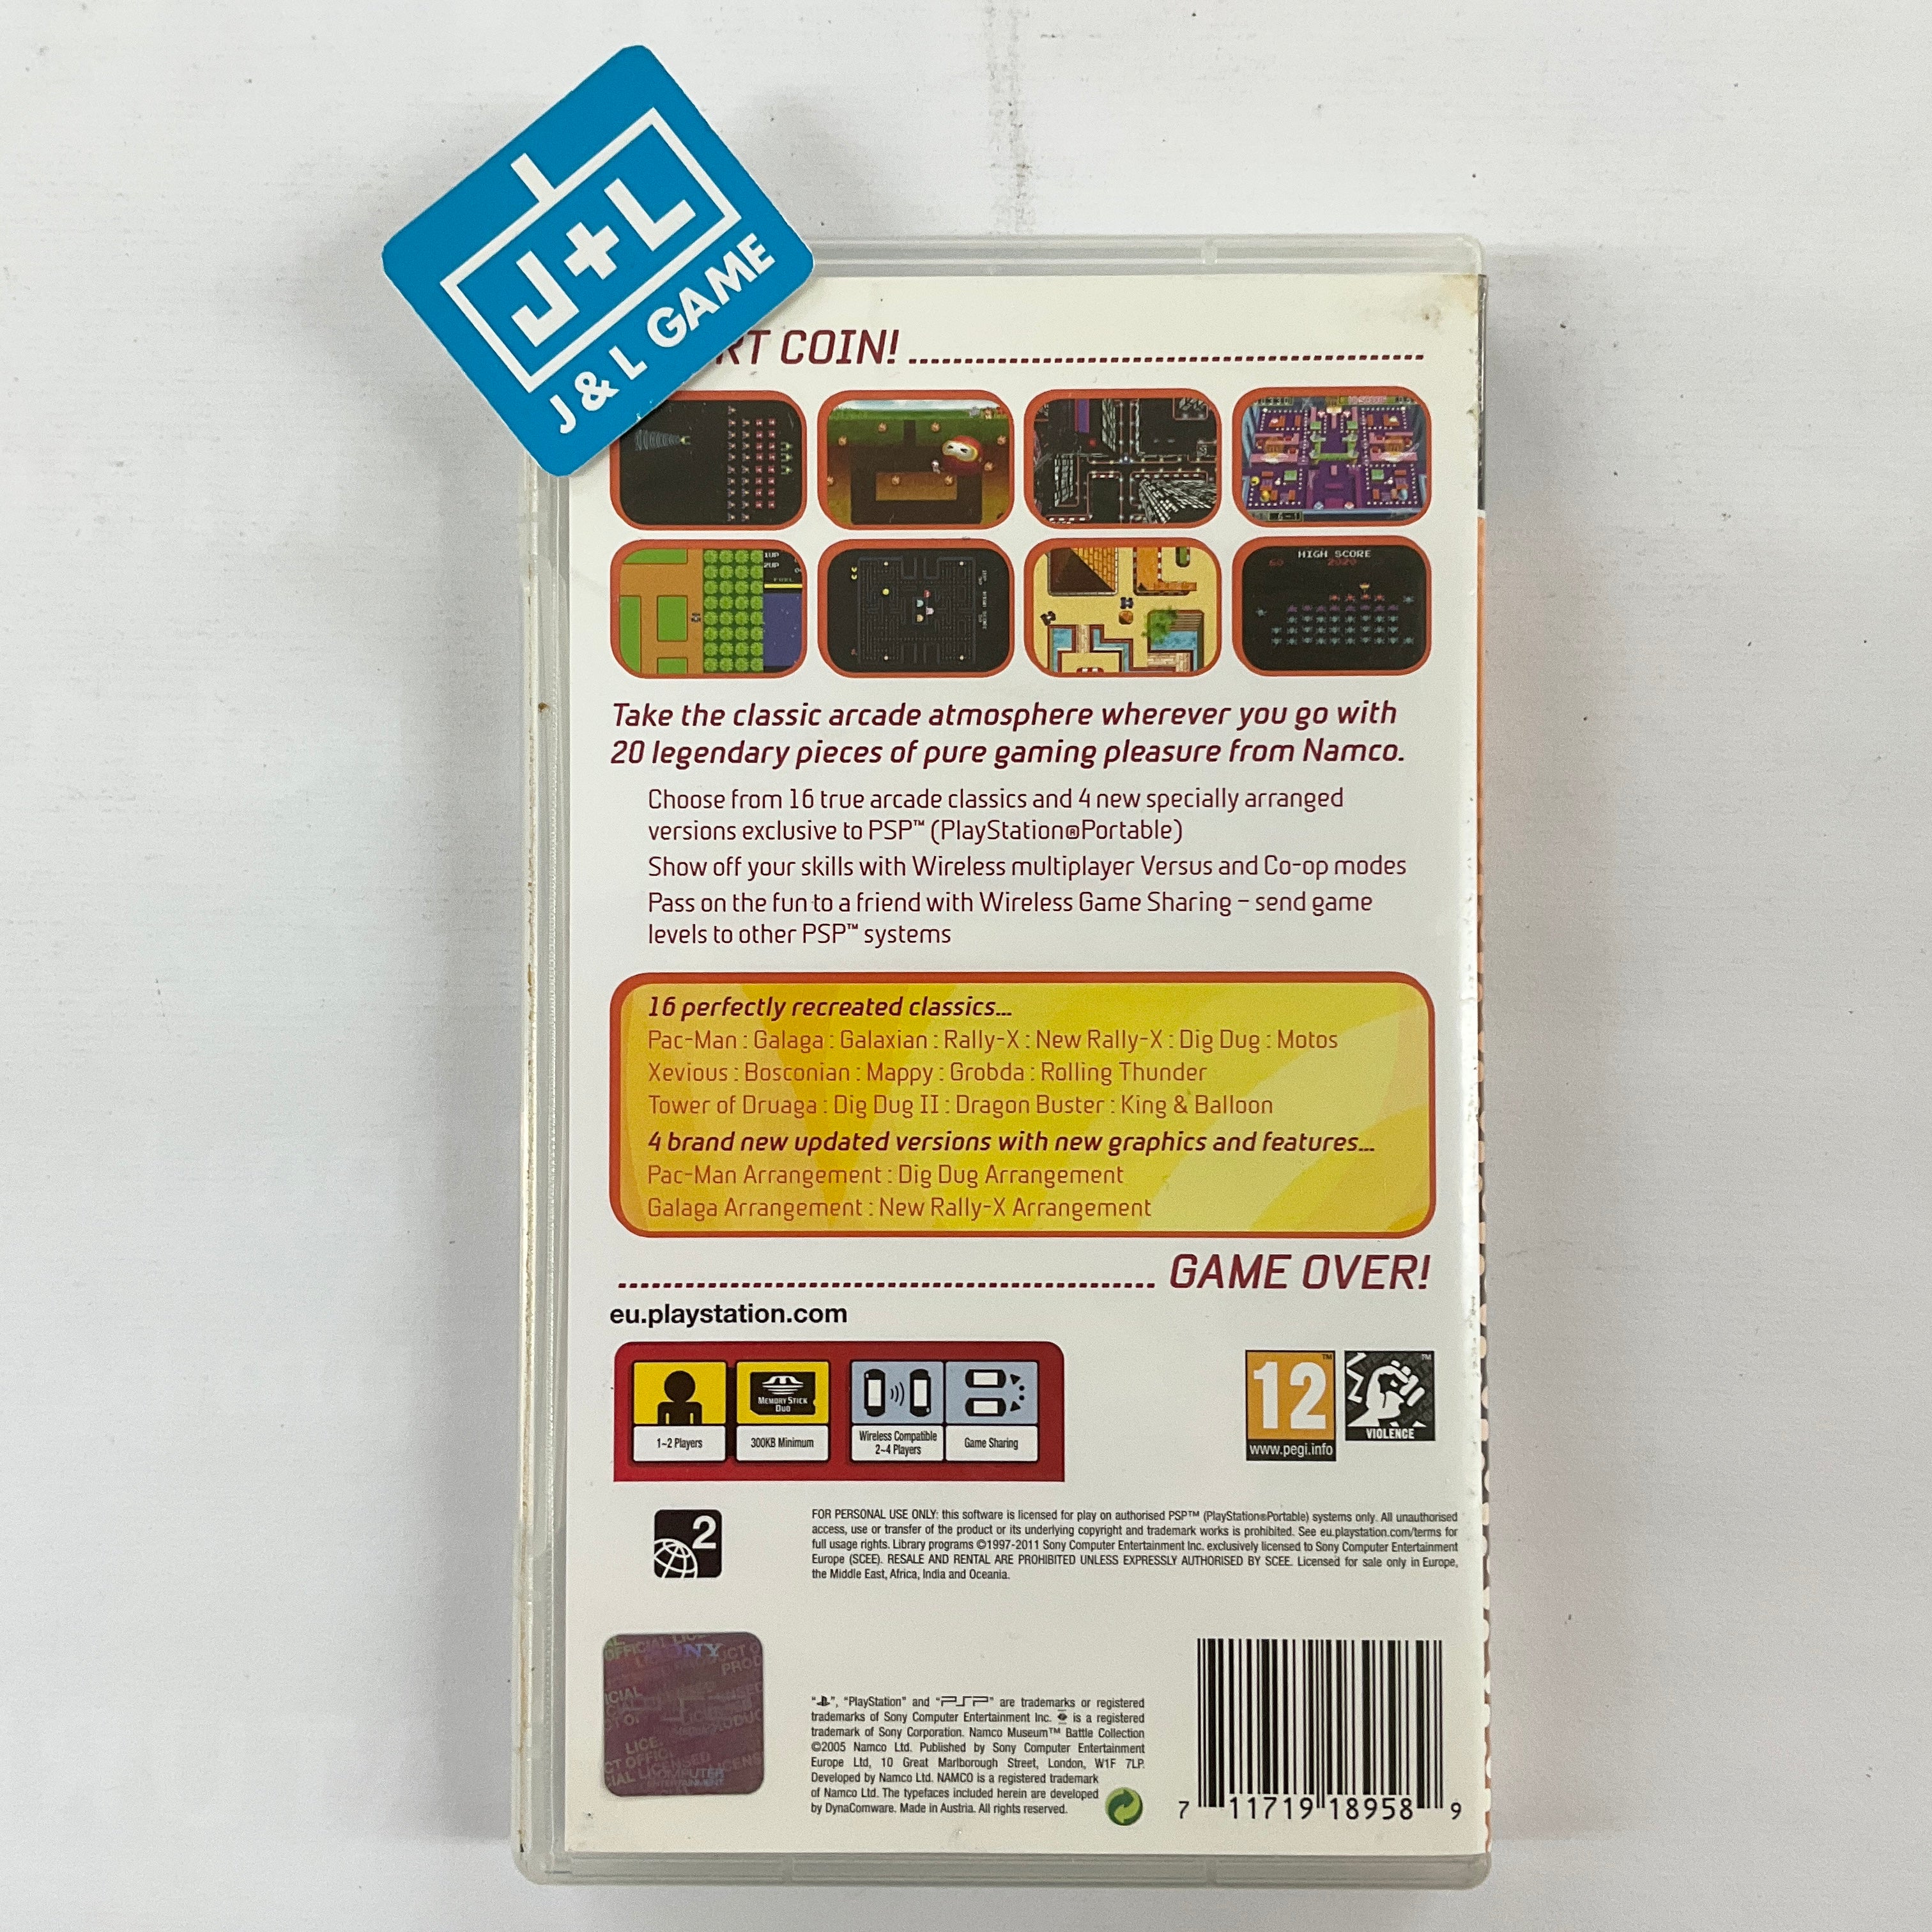 J+L
J & L GAME
RT COIN!
1UP
2UP
FUEL
HIGH SCORE
60 2020
Take the classic arcade atmosphere wherever you go with
20 legendary pieces of pure gaming pleasure from Namco.
Choose from 16 true arcade classics and 4 new specially arranged
versions exclusive to PSP™ (PlayStation®Portable)
Show off your skills with Wireless multiplayer Versus and Co-op modes
Pass on the fun to a friend with Wireless Game Sharing – send game
levels to other PSP™ systems
16 perfectly recreated classics...
Pac-Man : Galaga : Galaxian : Rally-X : New Rally-X : Dig Dug : Motos
Xevious : Bosconian : Mappy : Grobda : Rolling Thunder
Tower of Druaga : Dig Dug II : Dragon Buster : King & Balloon
4 brand new updated versions with new graphics and features...
Pac-Man Arrangement : Dig Dug Arrangement
Galaga Arrangement : New Rally-X Arrangement
GAME OVER!
eu.playstation.com
MEMORY STICK
DUO
1-2 Players
300KB Minimum
Wireless Compatible
2-4 Players
Game Sharing
12
www.pegi.info
VIOLENCE
2
FOR PERSONAL USE ONLY: this software is licensed for play on authorised PSP™ (PlayStation®Portable) systems only. All unauthorised
access, use or transfer of the product or its underlying copyright and trademark works is prohibited. See eu.playstation.com/terms for
full usage rights. Library programs ©1997-2011 Sony Computer Entertainment Inc. exclusively licensed to Sony Computer Entertainment
Europe (SCEE). RESALE AND RENTAL ARE PROHIBITED UNLESS EXPRESSLY AUTHORISED BY SCEE. Licensed for sale only in Europe,
the Middle East, Africa, India and Oceania.
"", "PlayStation" and "PSP" are trademarks or registered
trademarks of Sony Computer Entertainment Inc. is a registered
trademark of Sony Corporation. Namco Museum™ Battle Collection
©2005 Namco Ltd. Published by Sony Computer Entertainment
Europe Ltd, 10 Great Marlborough Street, London, W1F 7LP.
Developed by Namco Ltd. NAMCO is a registered trademark
of Namco Ltd. The typefaces included herein are developed
by DynaComware. Made in Austria. All rights reserved.
7 11719 18958 9